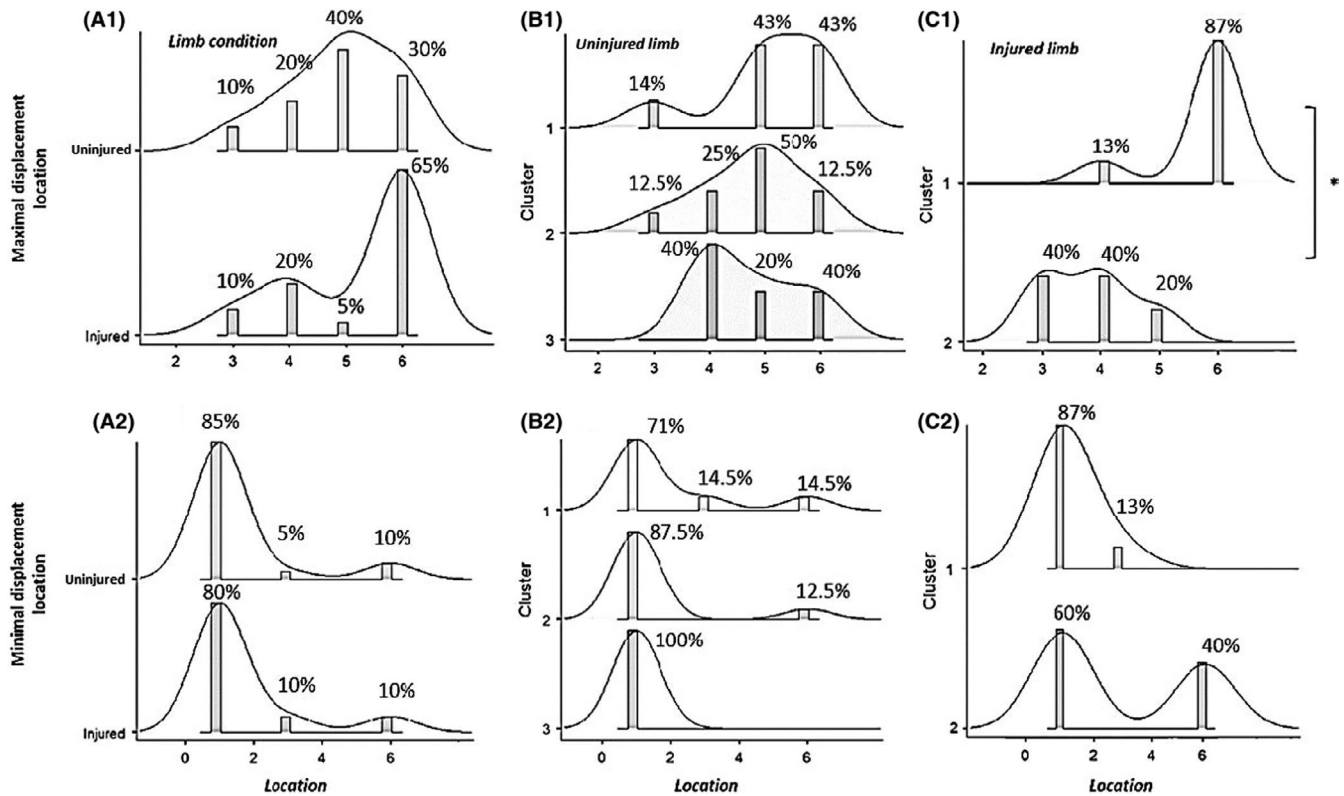 (A1)
Limb condition
40%
30%
20%
10%
Uninjured
65%
20%
10%
5%
Injured
2 3 4 5 6
Maximal displacement
location
(B1)
Uninjured limb
43% 43%
14%
1
50%
25%
12.5% 12.5%
2
40%
20% 40%
3
Cluster
2 3 4 5 6
(C1)
Injured limb
87%
13%
1
*
40% 40%
20%
2
Cluster
2 3 4 5 6
(A2)
85%
5% 10%
Uninjured
80%
10% 10%
Injured
0 2 4 6
Location
Minimal displacement
location
(B2)
71%
14.5% 14.5%
1
87.5%
12.5%
2
100%
3
Cluster
0 2 4 6
Location
(C2)
87%
13%
1
60%
40%
2
Cluster
0 2 4 6
Location